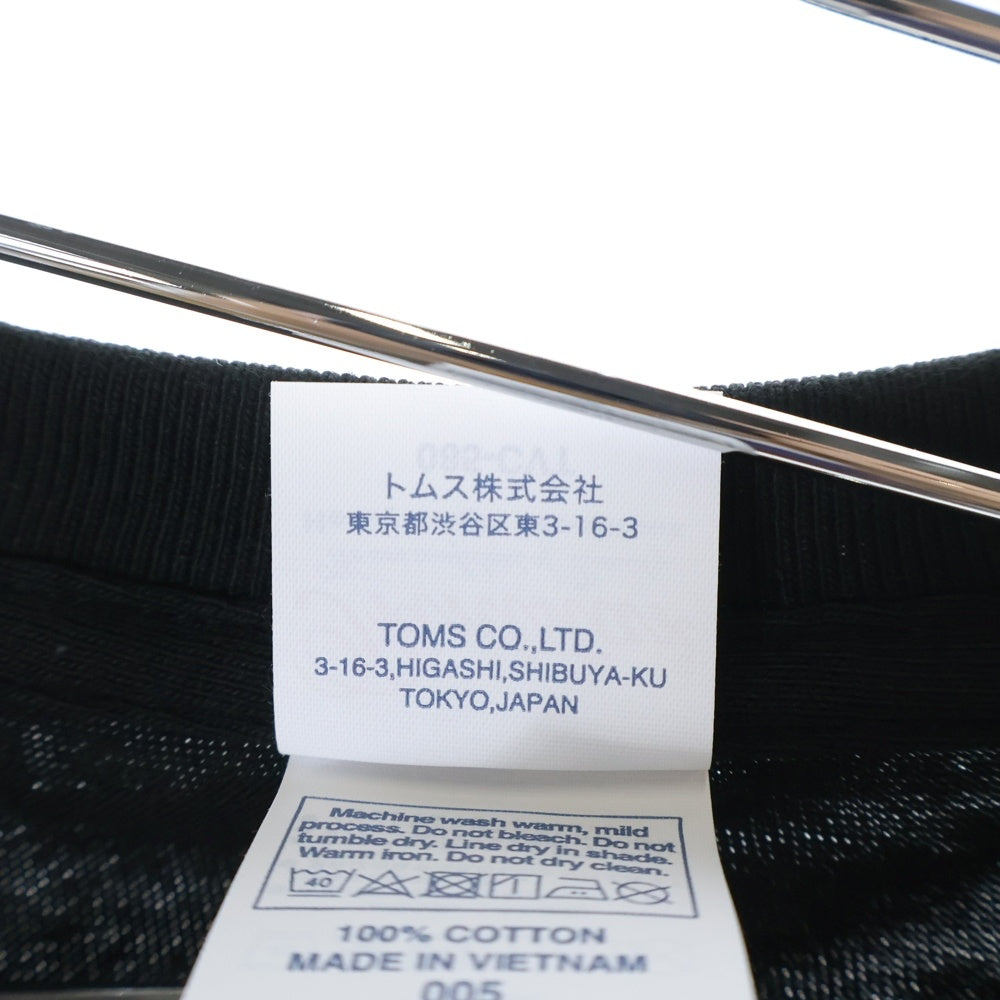 トムス株式会社
東京都渋谷区東3-16-3
TOMS CO.,LTD.
3-16-3,HIGASHI,SHIBUYA-KU
TOKYO,JAPAN
Machine wash warm, mild
process. Do not bleach. Do not
tumble dry. Line dry in shade.
Warm iron. Do not dry clean.
40
100% COTTON
MADE IN VIETNAM
005